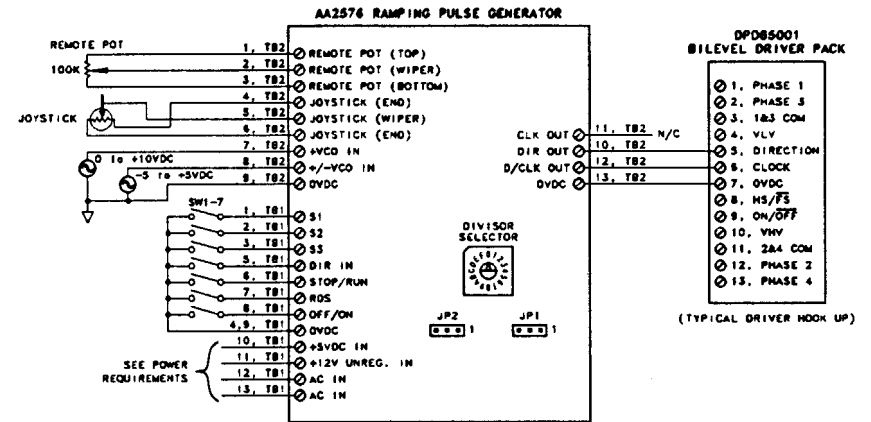 AA2576 RAMPING PULSE GENERATOR
DPD65001
BILEVEL DRIVER PACK
REMOTE POT
100K
JOYSTICK
0 to +10VDC
-5 to +5VDC
SW1-7
SEE POWER
REQUIREMENTS
1, TB2 REMOTE POT (TOP)
2, TB2 REMOTE POT (WIPER)
3, TB2 REMOTE POT (BOTTOM)
4, TB2 JOYSTICK (END)
5, TB2 JOYSTICK (WIPER)
6, TB2 JOYSTICK (END)
7, TB2 +VCO IN
8, TB2 +/-VCO IN
9, TB2 0VDC
1, TB1 S1
2, TB1 S2
3, TB1 S3
5, TB1 DIR IN
6, TB1 STOP/RUN
7, TB1 RDS
8, TB1 OFF/ON
4,9, TB1 0VDC
10, TB1 +5VDC IN
11, TB1 +12V UNREG. IN
12, TB1 AC IN
13, TB1 AC IN
CLK OUT 11, TB2 N/C
DIR OUT 10, TB2
D/CLK OUT 12, TB2
0VDC 13, TB2
DIVISOR
SELECTOR
JP2
1
JP1
1
1, PHASE 1
2, PHASE 3
3, 1&3 COM
4, VLV
5, DIRECTION
6, CLOCK
7, 0VDC
8, HS/FS
9, ON/OFF
10, VHV
11, 2&4 COM
12, PHASE 2
13, PHASE 4
(TYPICAL DRIVER HOOK UP)